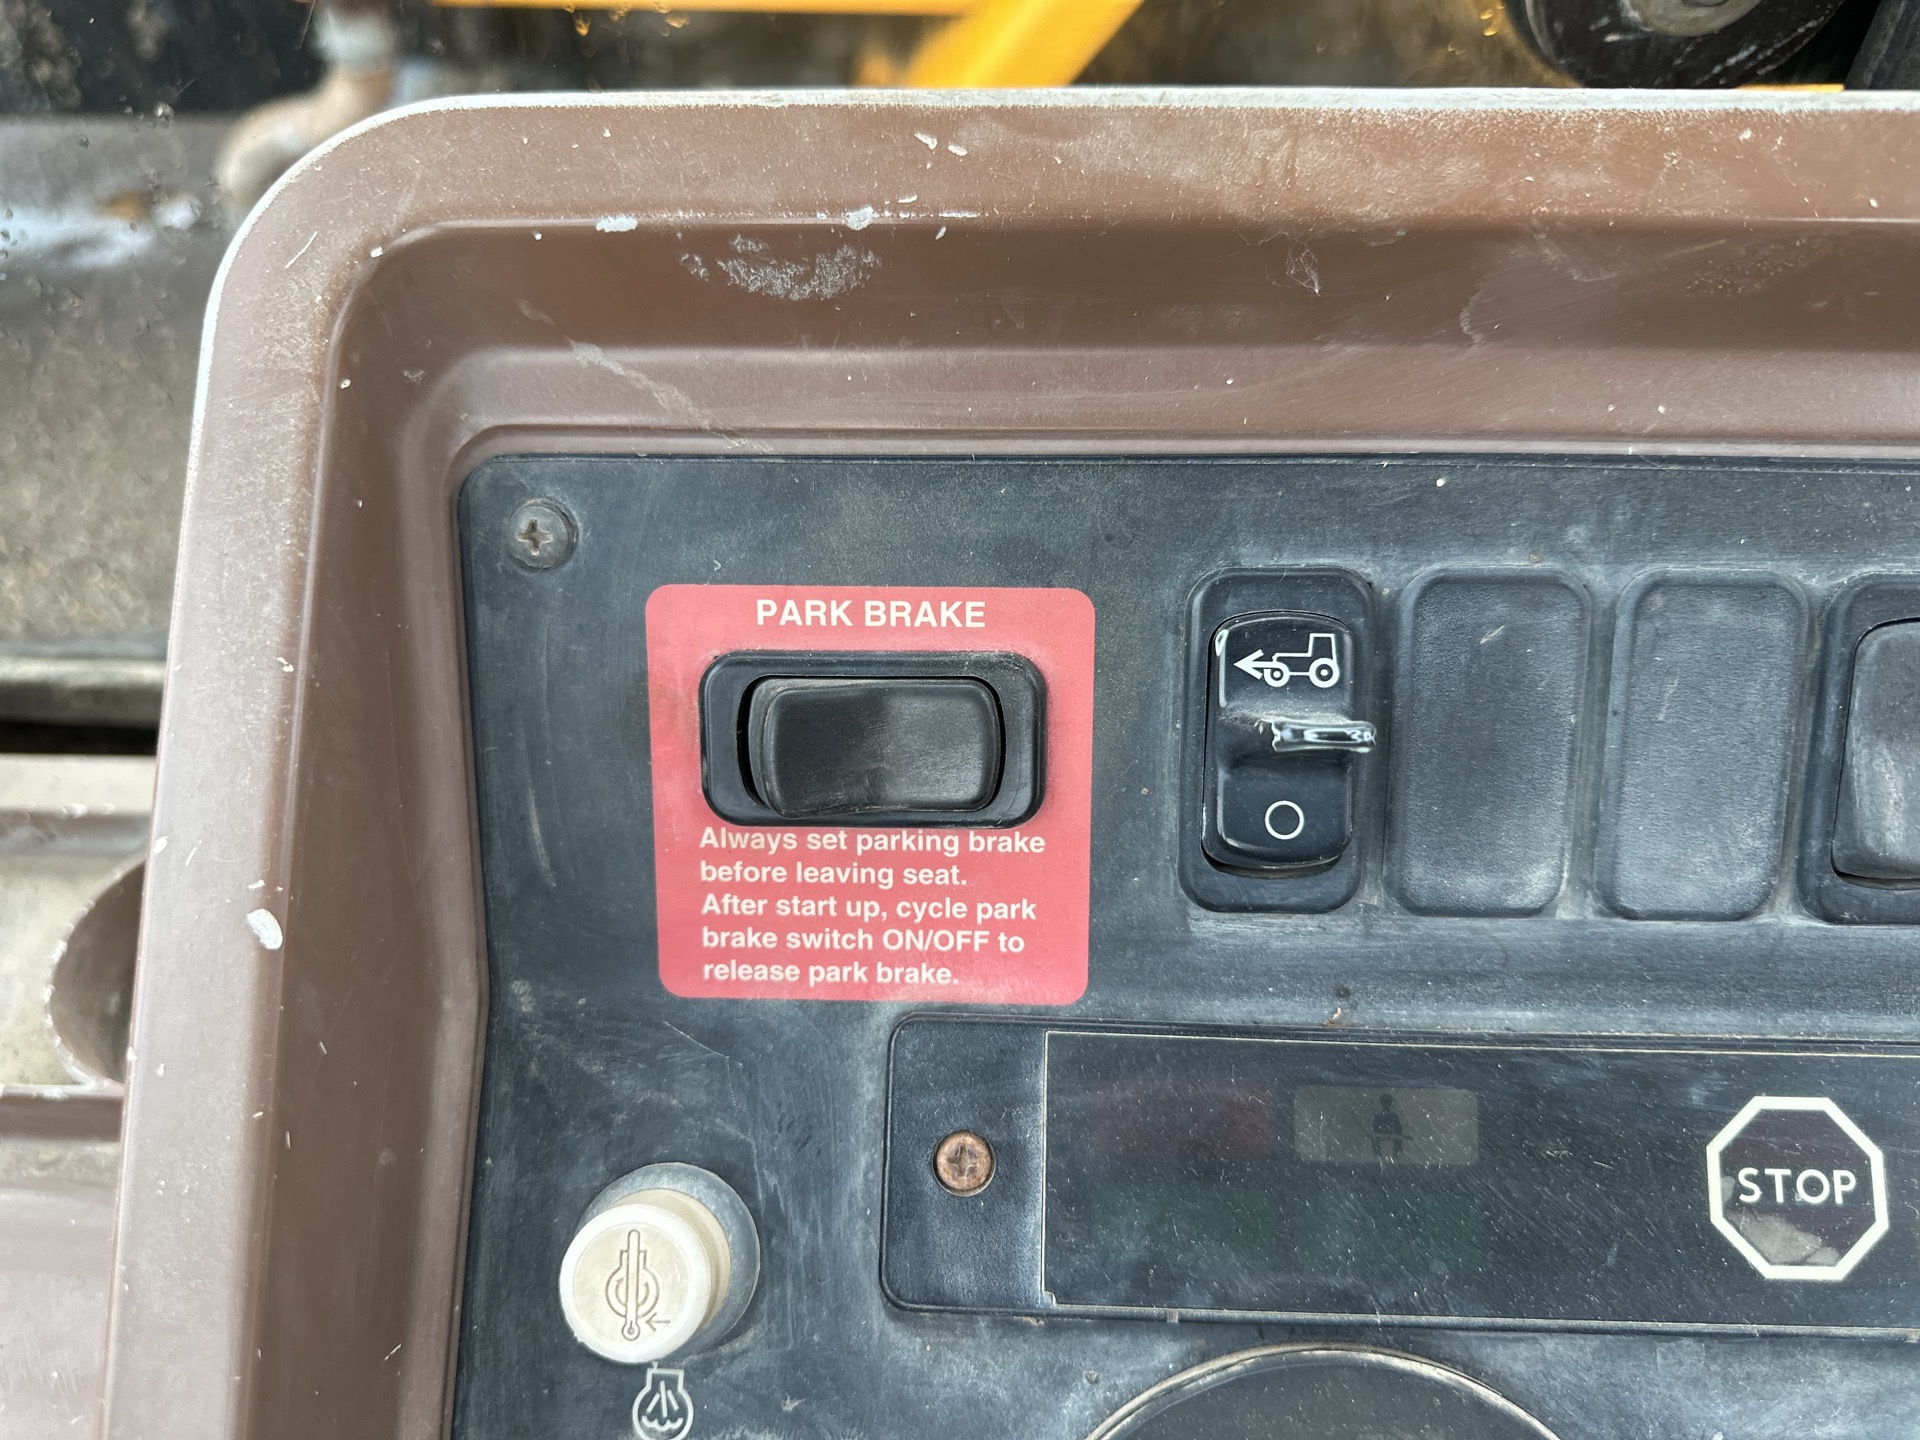 PARK BRAKE
Always set parking brake
before leaving seat.
After start up, cycle park
brake switch ON/OFF to
release park brake.
STOP